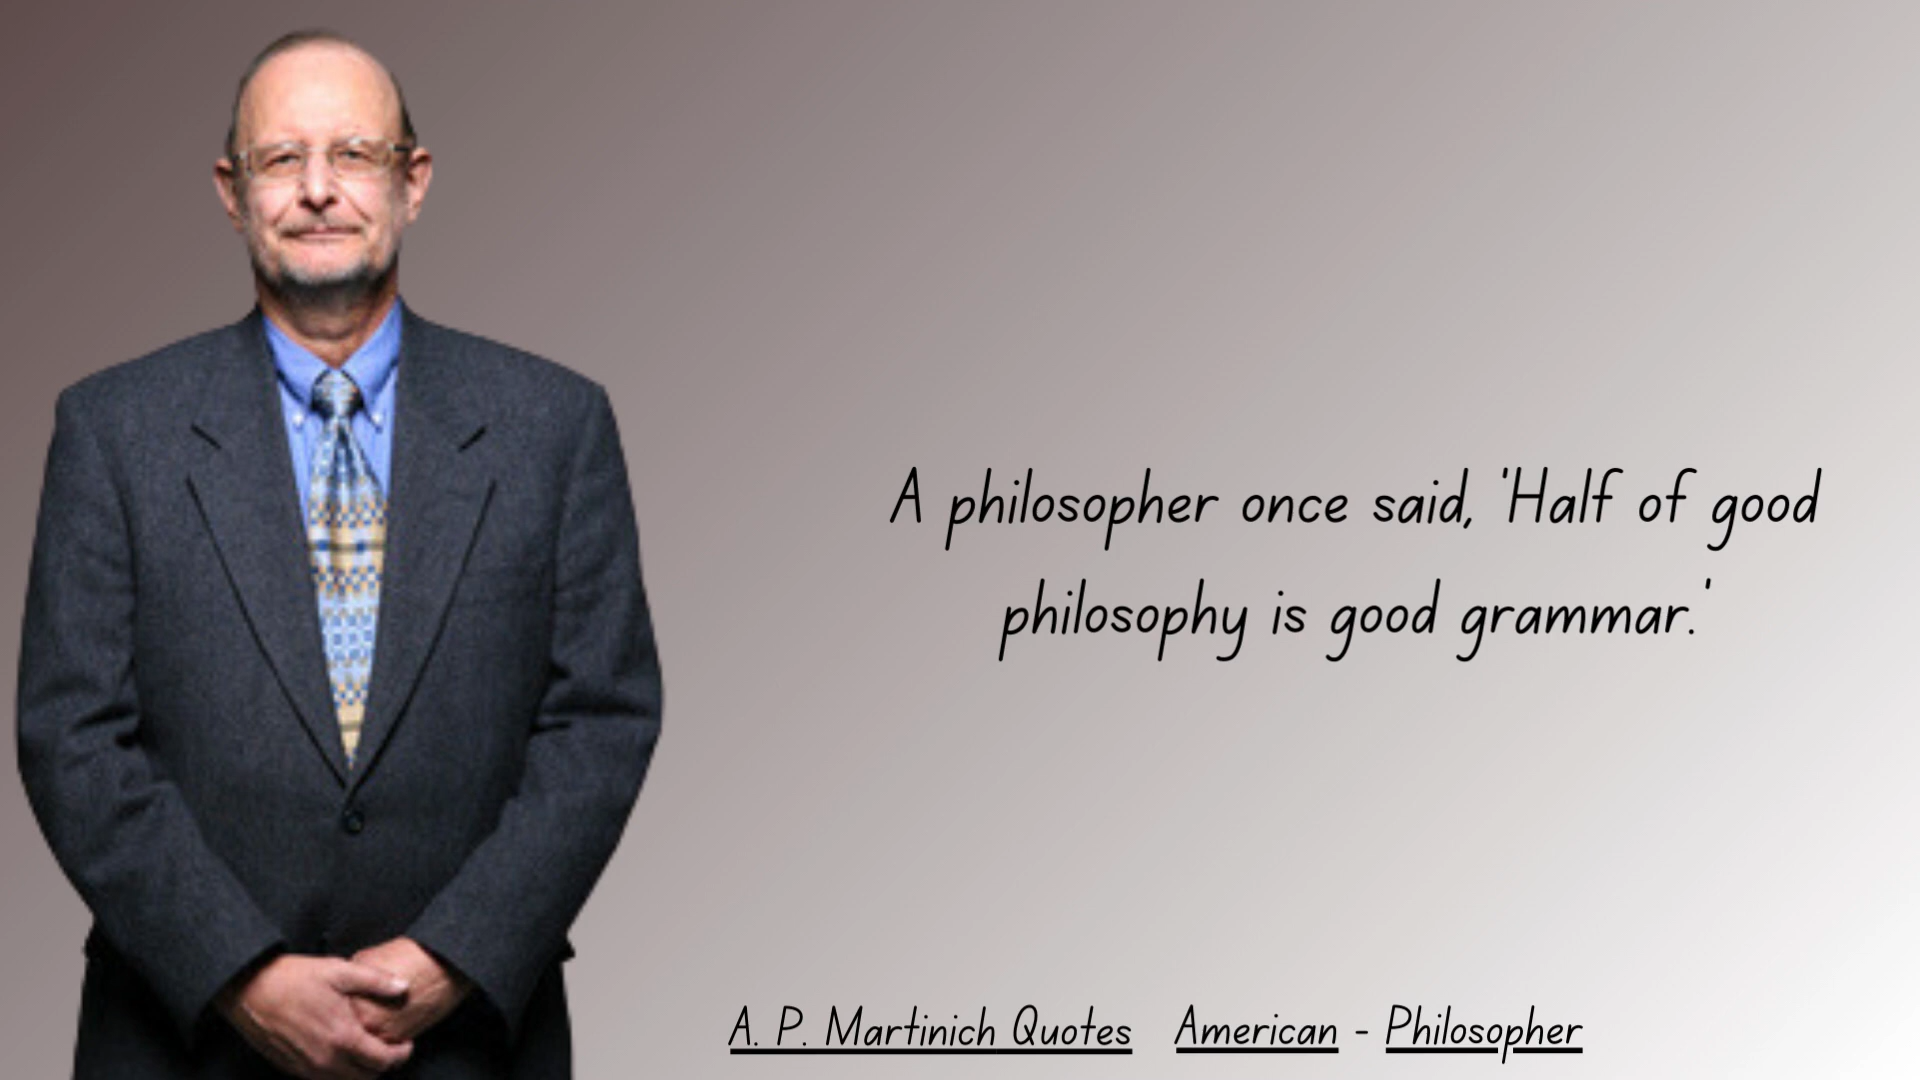 A philosopher once said, 'Half of good
philosophy is good grammar.'
A. P. Martinich Quotes American - Philosopher